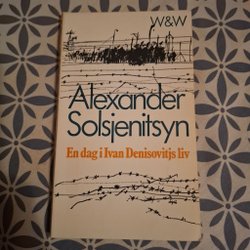 W&W
Alexander
Solsjenitsyn
En dag i Ivan Denisovitjs liv